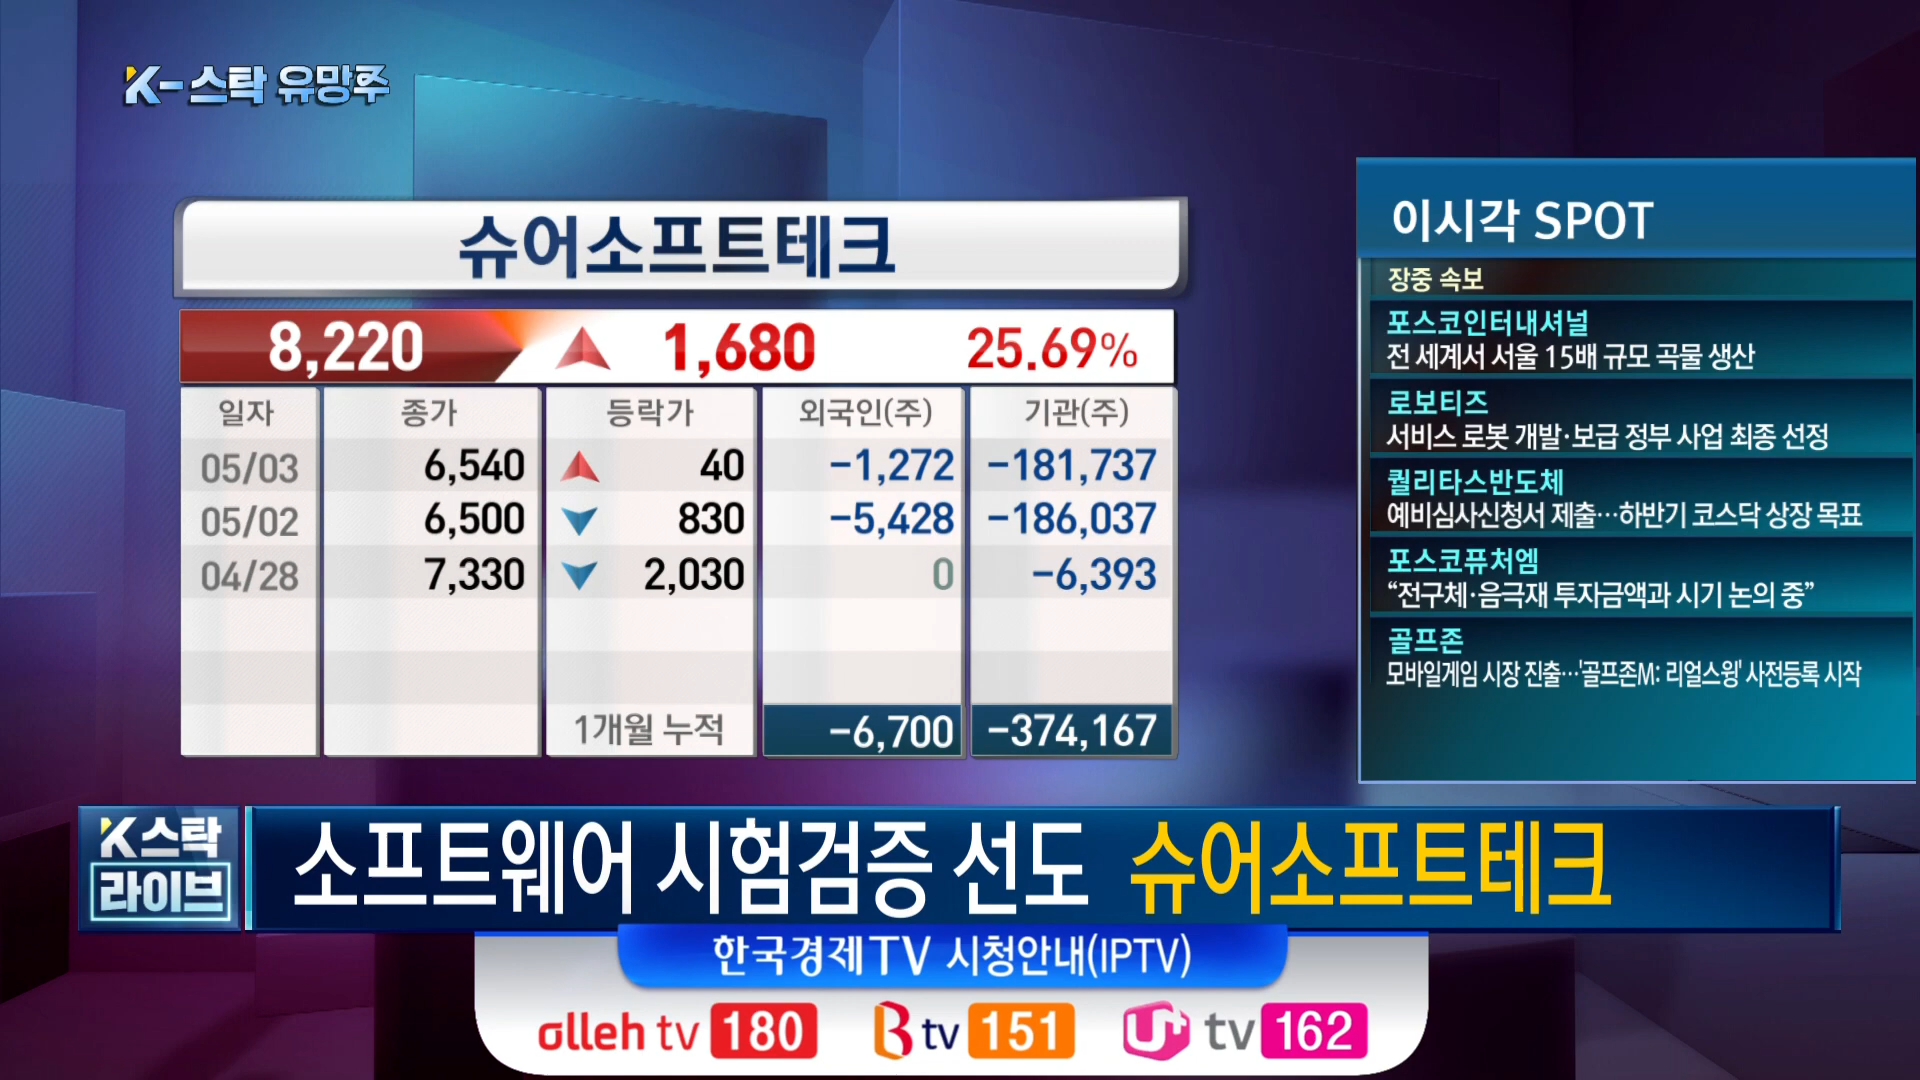 K-스탁 유망주
슈어소프트테크
8,220 ▲ 1,680 25.69%
일자 종가 등락가 외국인(주) 기관(주)
05/03 6,540 ▲ 40 -1,272 -181,737
05/02 6,500 ▼ 830 -5,428 -186,037
04/28 7,330 ▼ 2,030 0 -6,393
1개월 누적 -6,700 -374,167
이시각 SPOT
장중 속보
포스코인터내셔널
전 세계서 서울 15배 규모 곡물 생산
로보티즈
서비스 로봇 개발·보급 정부 사업 최종 선정
퀄리타스반도체
예비심사신청서 제출…하반기 코스닥 상장 목표
포스코퓨처엠
“전구체·음극재 투자금액과 시기 논의 중”
골프존
모바일게임 시장 진출…'골프존M: 리얼스윙' 사전등록 시작
K스탁
라이브
소프트웨어 시험검증 선도 슈어소프트테크
한국경제TV 시청안내(IPTV)
olleh tv 180 B tv 151 U+ tv 162